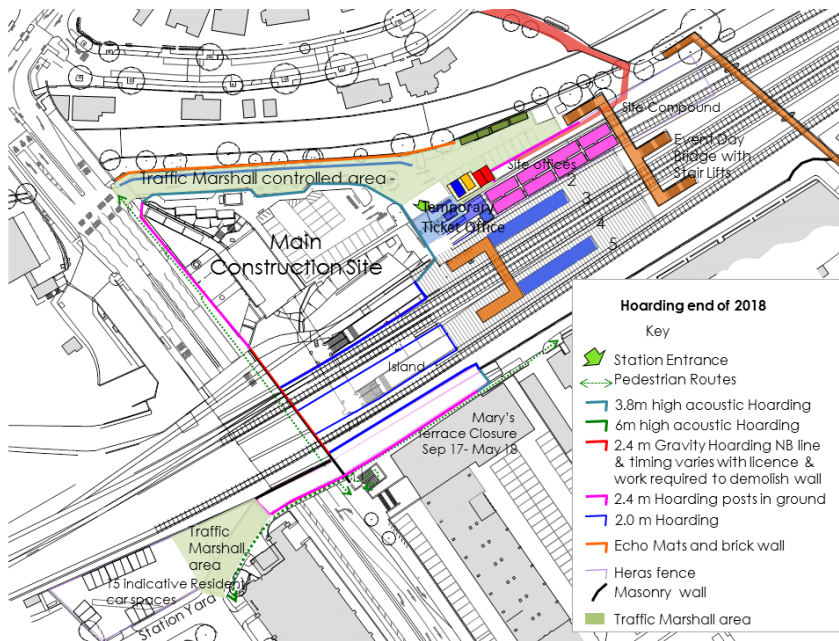 Site Compound
Event Day
Bridge with
Stair Lifts
Site offices
Traffic Marshall controlled area -
Temporary
Ticket Office
2
3
4
5
Main
Construction Site
Island
Mary's
Terrace Closure
Sep 17- May 18
Traffic
Marshall
area
15 indicative Resident
car spaces
Station Yard
Hoarding end of 2018
Key
Station Entrance
Pedestrian Routes
3.8m high acoustic Hoarding
6m high acoustic Hoarding
2.4 m Gravity Hoarding NB line
& timing varies with licence &
work required to demolish wall
2.4 m Hoarding posts in ground
2.0 m Hoarding
Echo Mats and brick wall
Heras fence
Masonry wall
Traffic Marshall area